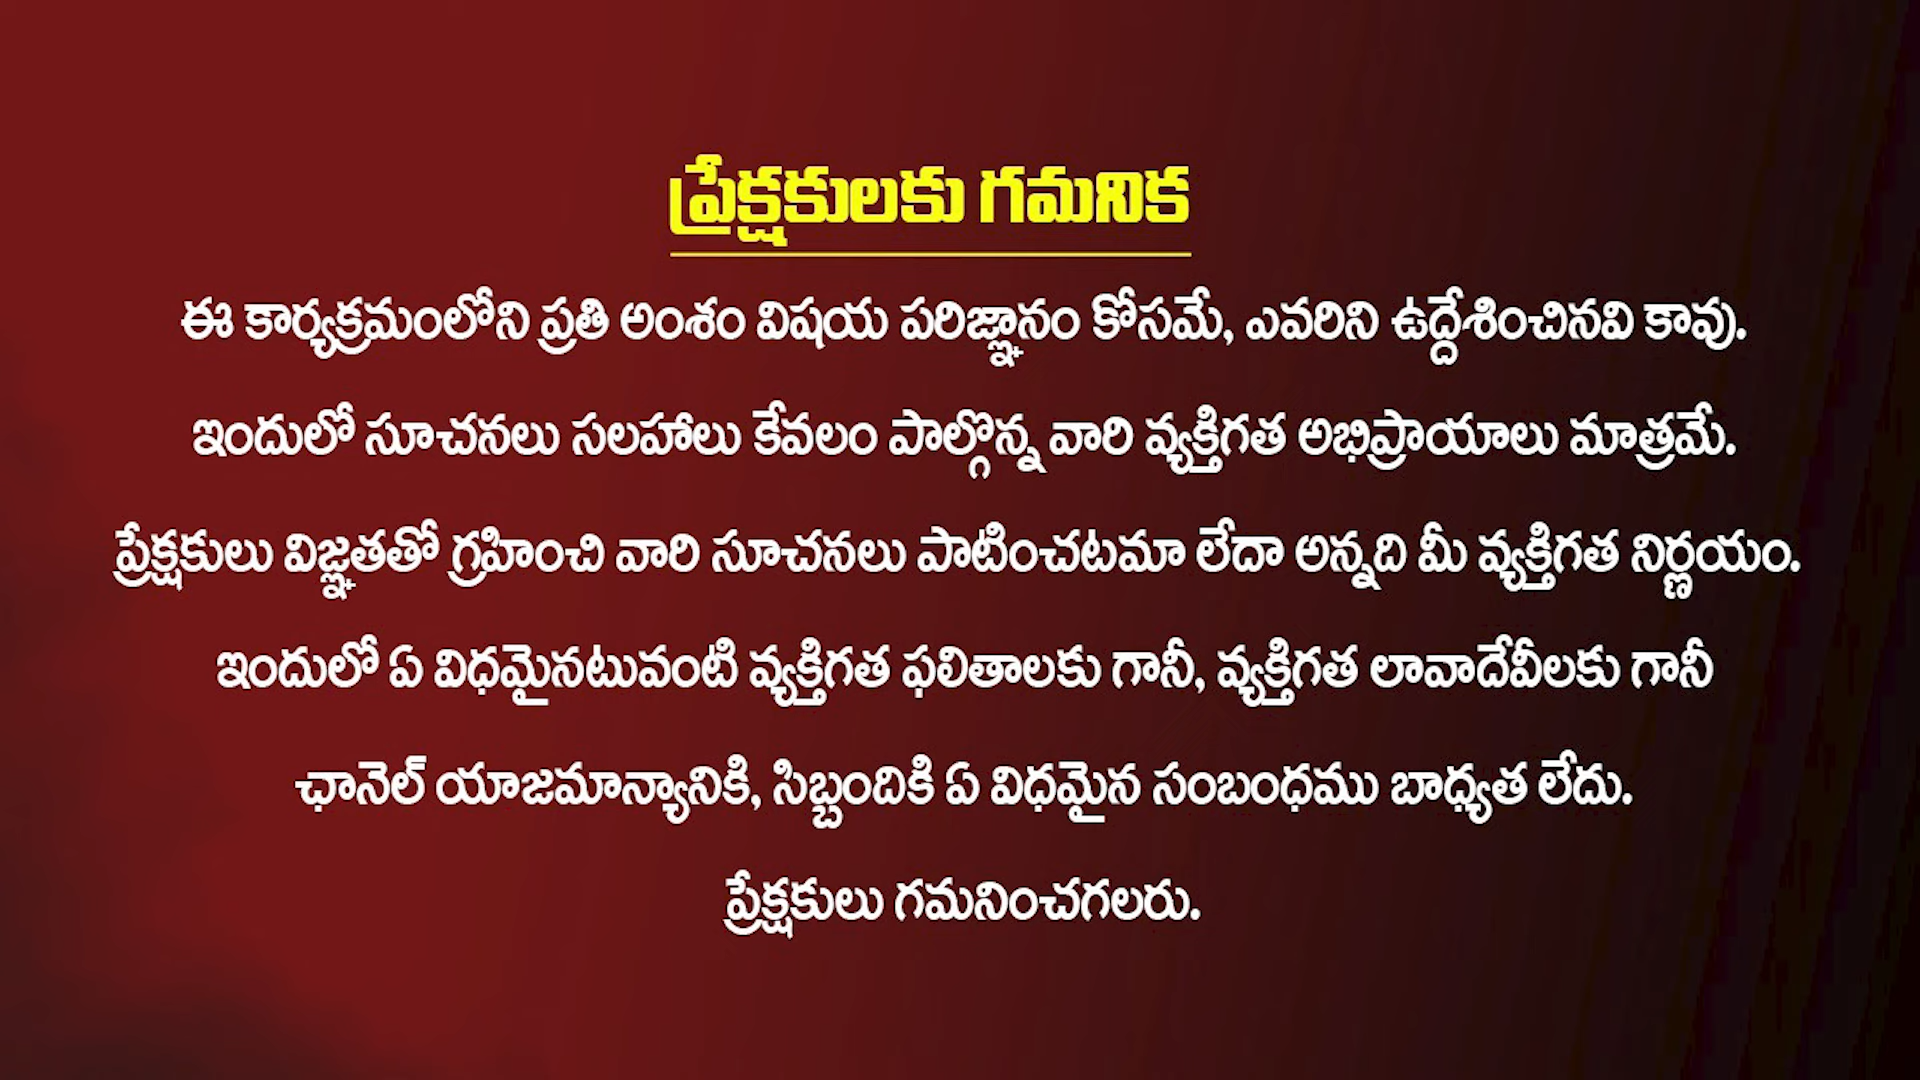 ప్రేక్షకులకు గమనిక
ఈ కార్యక్రమంలోని ప్రతి అంశం విషయ పరిజ్ఞానం కోసమే, ఎవరిని ఉద్దేశించినవి కావు.
ఇందులో సూచనలు సలహాలు కేవలం పాల్గొన్న వారి వ్యక్తిగత అభిప్రాయాలు మాత్రమే.
ప్రేక్షకులు విజ్ఞతతో గ్రహించి వారి సూచనలు పాటించటమా లేదా అన్నది మీ వ్యక్తిగత నిర్ణయం.
ఇందులో ఏ విధమైనటువంటి వ్యక్తిగత ఫలితాలకు గానీ, వ్యక్తిగత లావాదేవీలకు గానీ
ఛానెల్ యాజమాన్యానికి, సిబ్బందికి ఏ విధమైన సంబంధము బాధ్యత లేదు.
ప్రేక్షకులు గమనించగలరు.